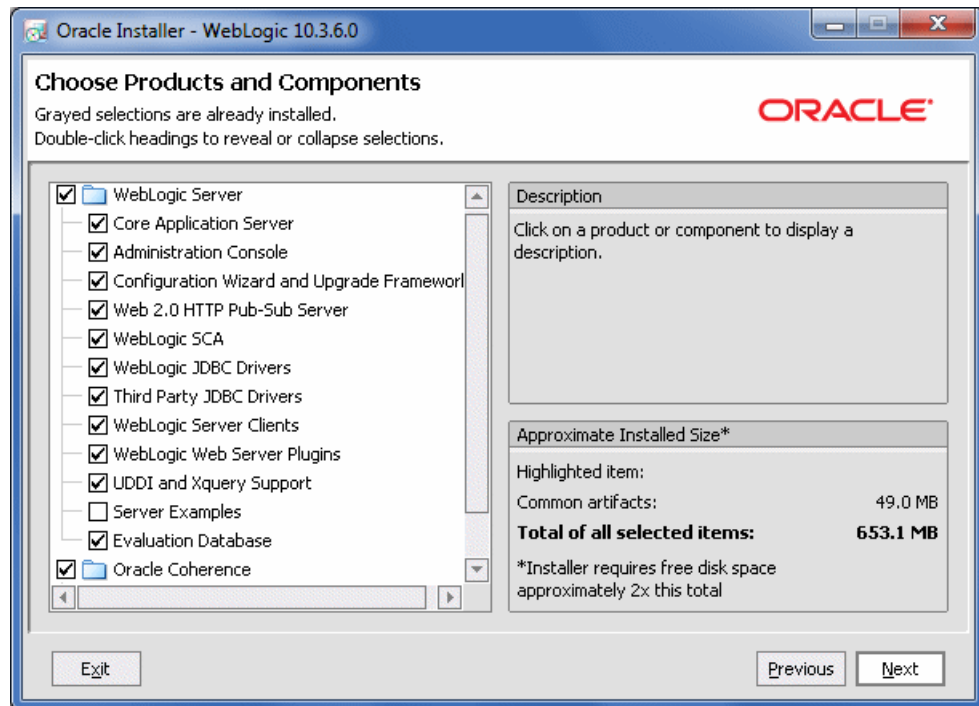 Oracle Installer - WebLogic 10.3.6.0
Choose Products and Components
Grayed selections are already installed.
Double-click headings to reveal or collapse selections.
ORACLE
WebLogic Server
Core Application Server
Administration Console
Configuration Wizard and Upgrade Framework
Web 2.0 HTTP Pub-Sub Server
WebLogic SCA
WebLogic JDBC Drivers
Third Party JDBC Drivers
WebLogic Server Clients
WebLogic Web Server Plugins
UDDI and Xquery Support
Server Examples
Evaluation Database
Oracle Coherence
Description
Click on a product or component to display a
description.
Approximate Installed Size*
Highlighted item:
Common artifacts: 49.0 MB
Total of all selected items: 653.1 MB
*Installer requires free disk space
approximately 2x this total
Exit
Previous
Next